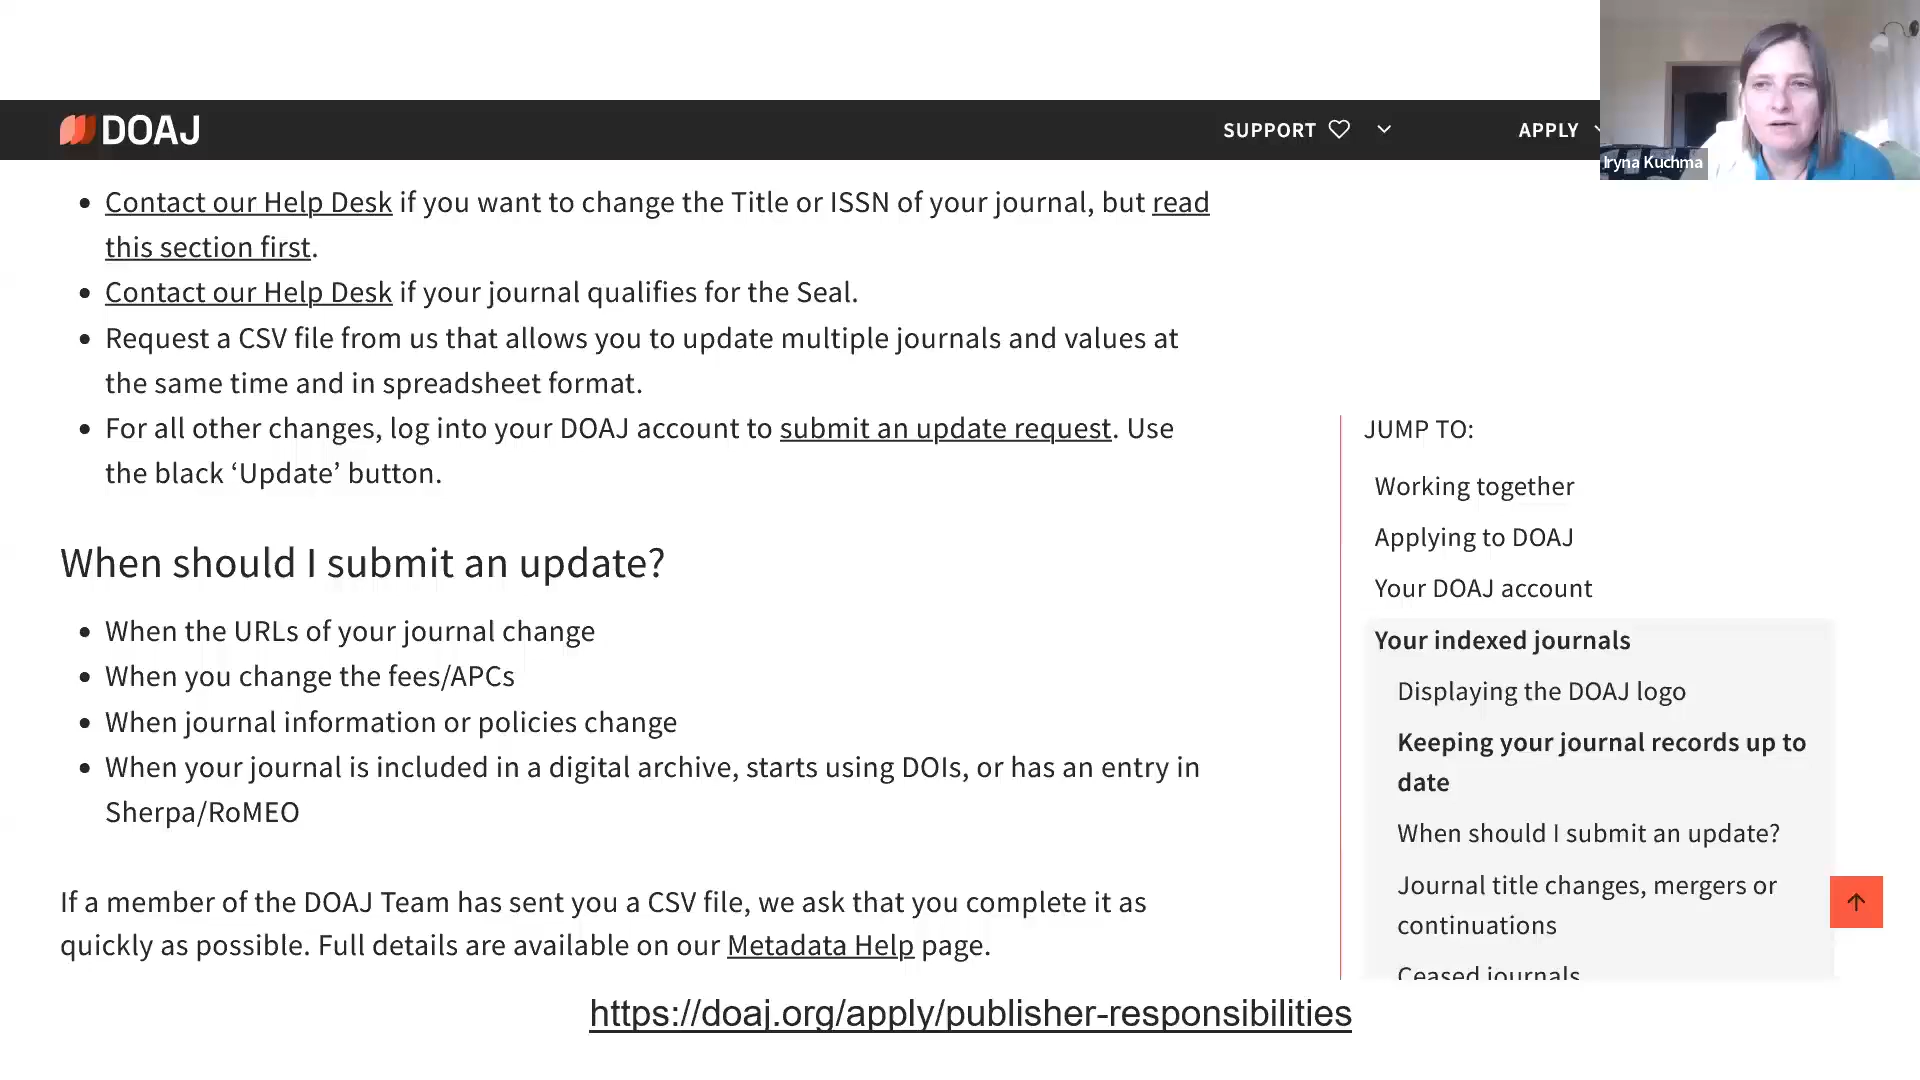 DOAJ
SUPPORT
APPLY
Iryna Kuchma
Contact our Help Desk if you want to change the Title or ISSN of your journal, but read
this section first.
Contact our Help Desk if your journal qualifies for the Seal.
Request a CSV file from us that allows you to update multiple journals and values at
the same time and in spreadsheet format.
For all other changes, log into your DOAJ account to submit an update request. Use
the black ‘Update’ button.
When should I submit an update?
When the URLs of your journal change
When you change the fees/APCs
When journal information or policies change
When your journal is included in a digital archive, starts using DOIs, or has an entry in
Sherpa/RoMEO
If a member of the DOAJ Team has sent you a CSV file, we ask that you complete it as
quickly as possible. Full details are available on our Metadata Help page.
JUMP TO:
Working together
Applying to DOAJ
Your DOAJ account
Your indexed journals
Displaying the DOAJ logo
Keeping your journal records up to
date
When should I submit an update?
Journal title changes, mergers or
continuations
Ceased journals
https://doaj.org/apply/publisher-responsibilities